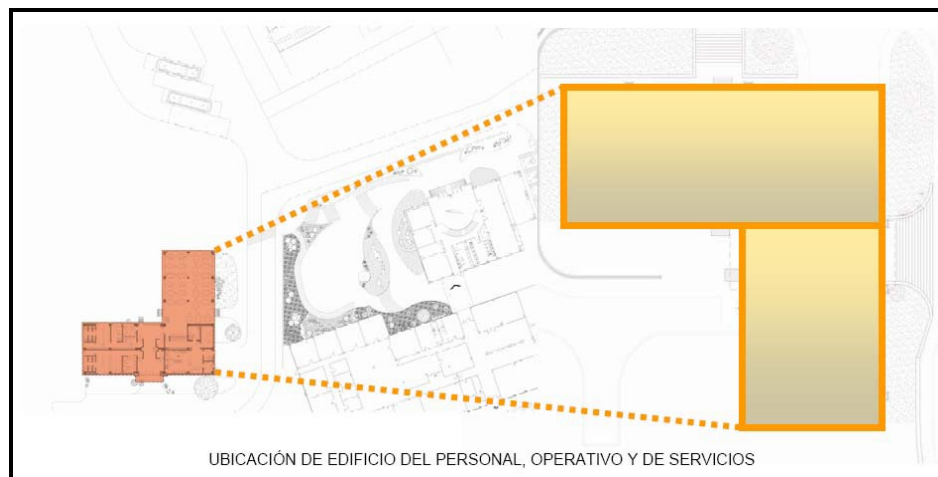 UBICACIÓN DE EDIFICIO DEL PERSONAL, OPERATIVO Y DE SERVICIOS